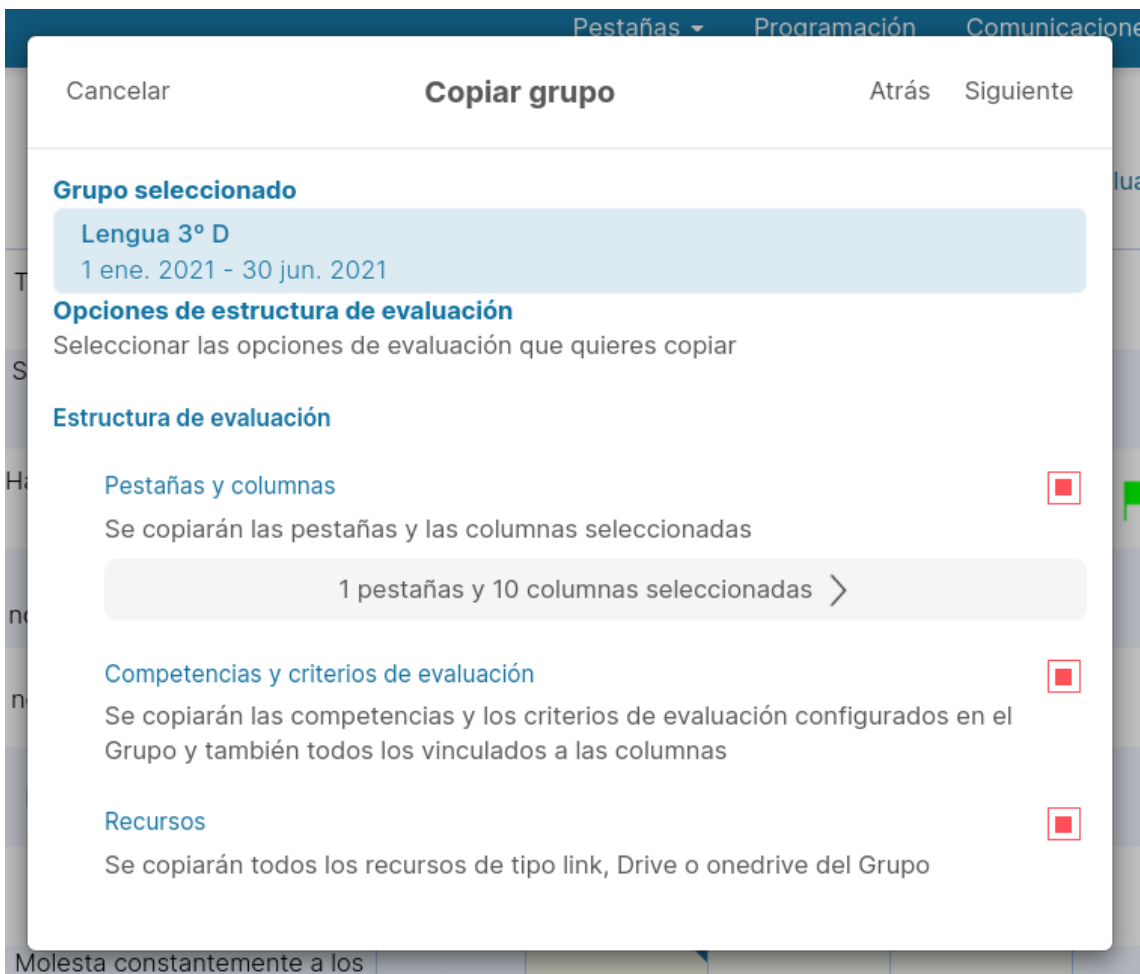 Pestañas Programación Comunicacione
Cancelar Copiar grupo Atrás Siguiente
Grupo seleccionado
Lengua 3º D
1 ene. 2021 - 30 jun. 2021
Opciones de estructura de evaluación
Seleccionar las opciones de evaluación que quieres copiar
Estructura de evaluación
Pestañas y columnas
Se copiarán las pestañas y las columnas seleccionadas
1 pestañas y 10 columnas seleccionadas
Competencias y criterios de evaluación
Se copiarán las competencias y los criterios de evaluación configurados en el
Grupo y también todos los vinculados a las columnas
Recursos
Se copiarán todos los recursos de tipo link, Drive o onedrive del Grupo
Molesta constantemente a los